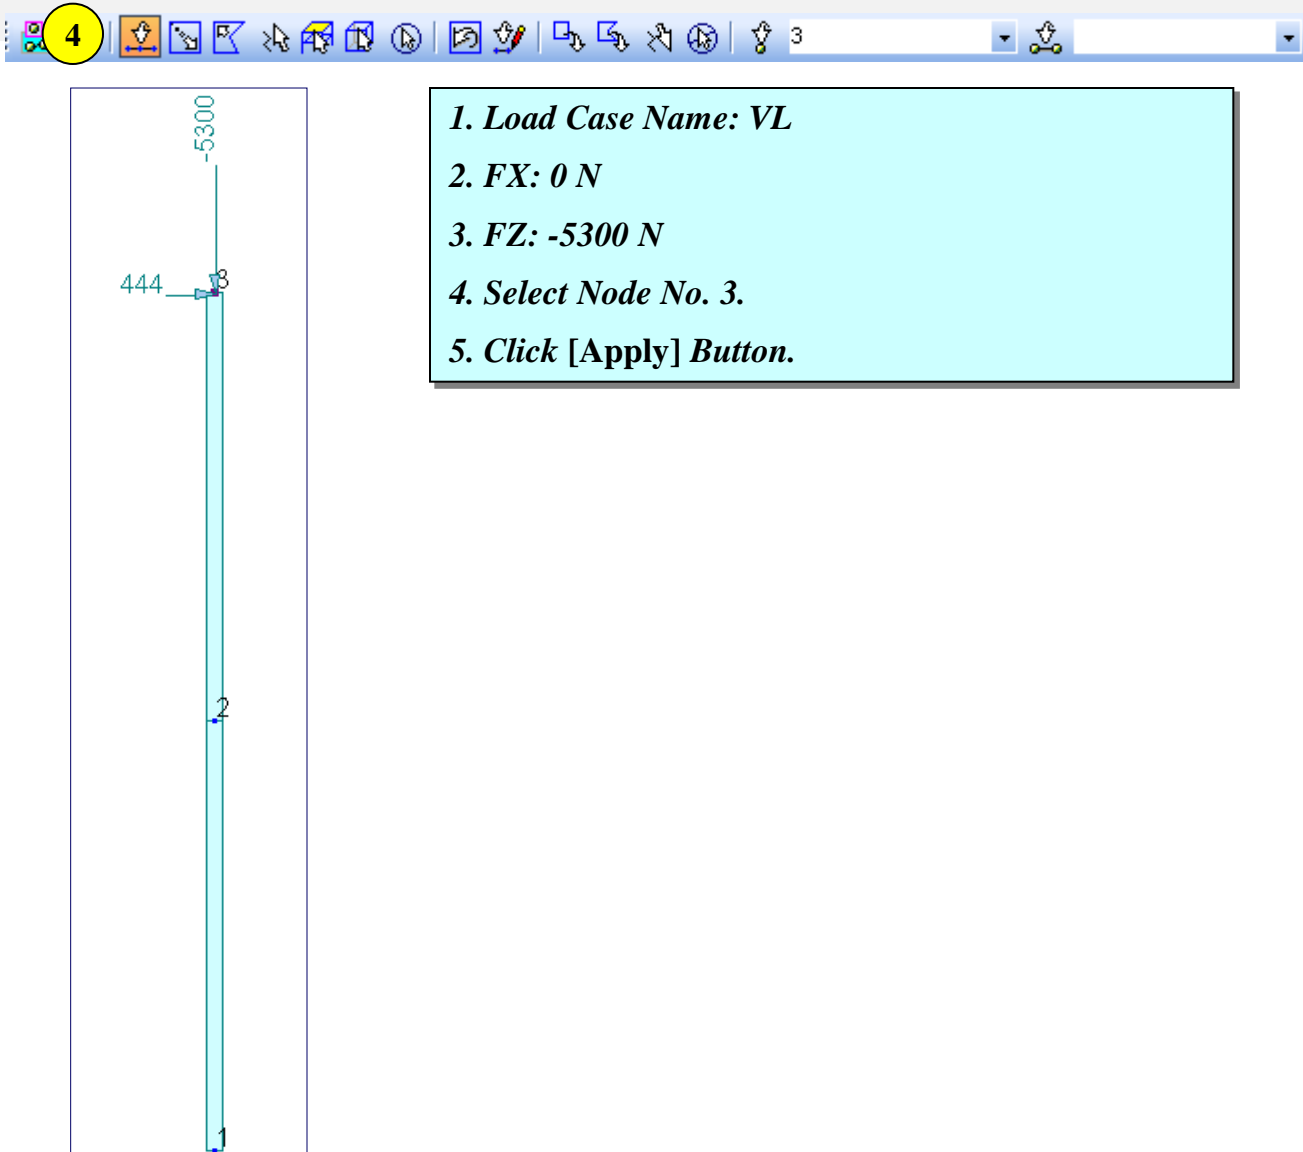 4
3
-5300
1. Load Case Name: VL
2. FX: 0 N
3. FZ: -5300 N
4. Select Node No. 3.
5. Click [Apply] Button.
444
3
2
1